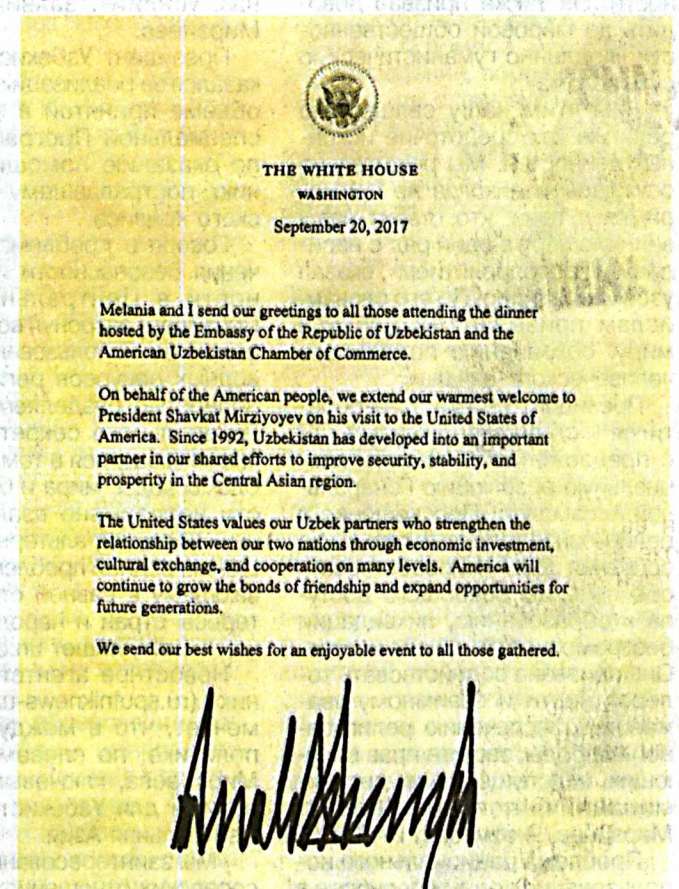 THE WHITE HOUSE
WASHINGTON
September 20, 2017
Melania and I send our greetings to all those attending the dinner
hosted by the Embassy of the Republic of Uzbekistan and the
American Uzbekistan Chamber of Commerce.
On behalf of the American people, we extend our warmest welcome to
President Shavkat Mirziyoyev on his visit to the United States of
America. Since 1992, Uzbekistan has developed into an important
partner in our shared efforts to improve security, stability, and
prosperity in the Central Asian region.
The United States values our Uzbek partners who strengthen the
relationship between our two nations through economic investment,
cultural exchange, and cooperation on many levels. America will
continue to grow the bonds of friendship and expand opportunities for
future generations.
We send our best wishes for an enjoyable event to all those gathered.